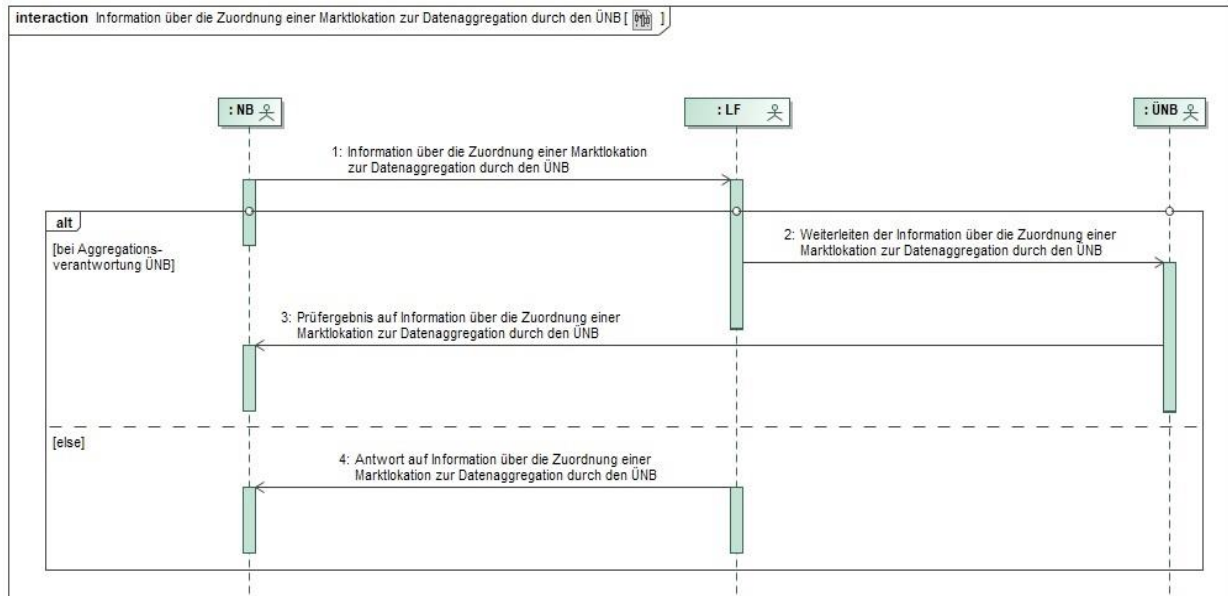 interaction Information über die Zuordnung einer Marktlokation zur Datenaggregation durch den ÜNB [ ]
: NB
: LF
: ÜNB
1: Information über die Zuordnung einer Marktlokation
zur Datenaggregation durch den ÜNB
alt
[bei Aggregations-
verantwortung ÜNB]
2: Weiterleiten der Information über die Zuordnung einer
Marktlokation zur Datenaggregation durch den ÜNB
3: Prüfergebnis auf Information über die Zuordnung einer
Marktlokation zur Datenaggregation durch den ÜNB
[else]
4: Antwort auf Information über die Zuordnung einer
Marktlokation zur Datenaggregation durch den ÜNB